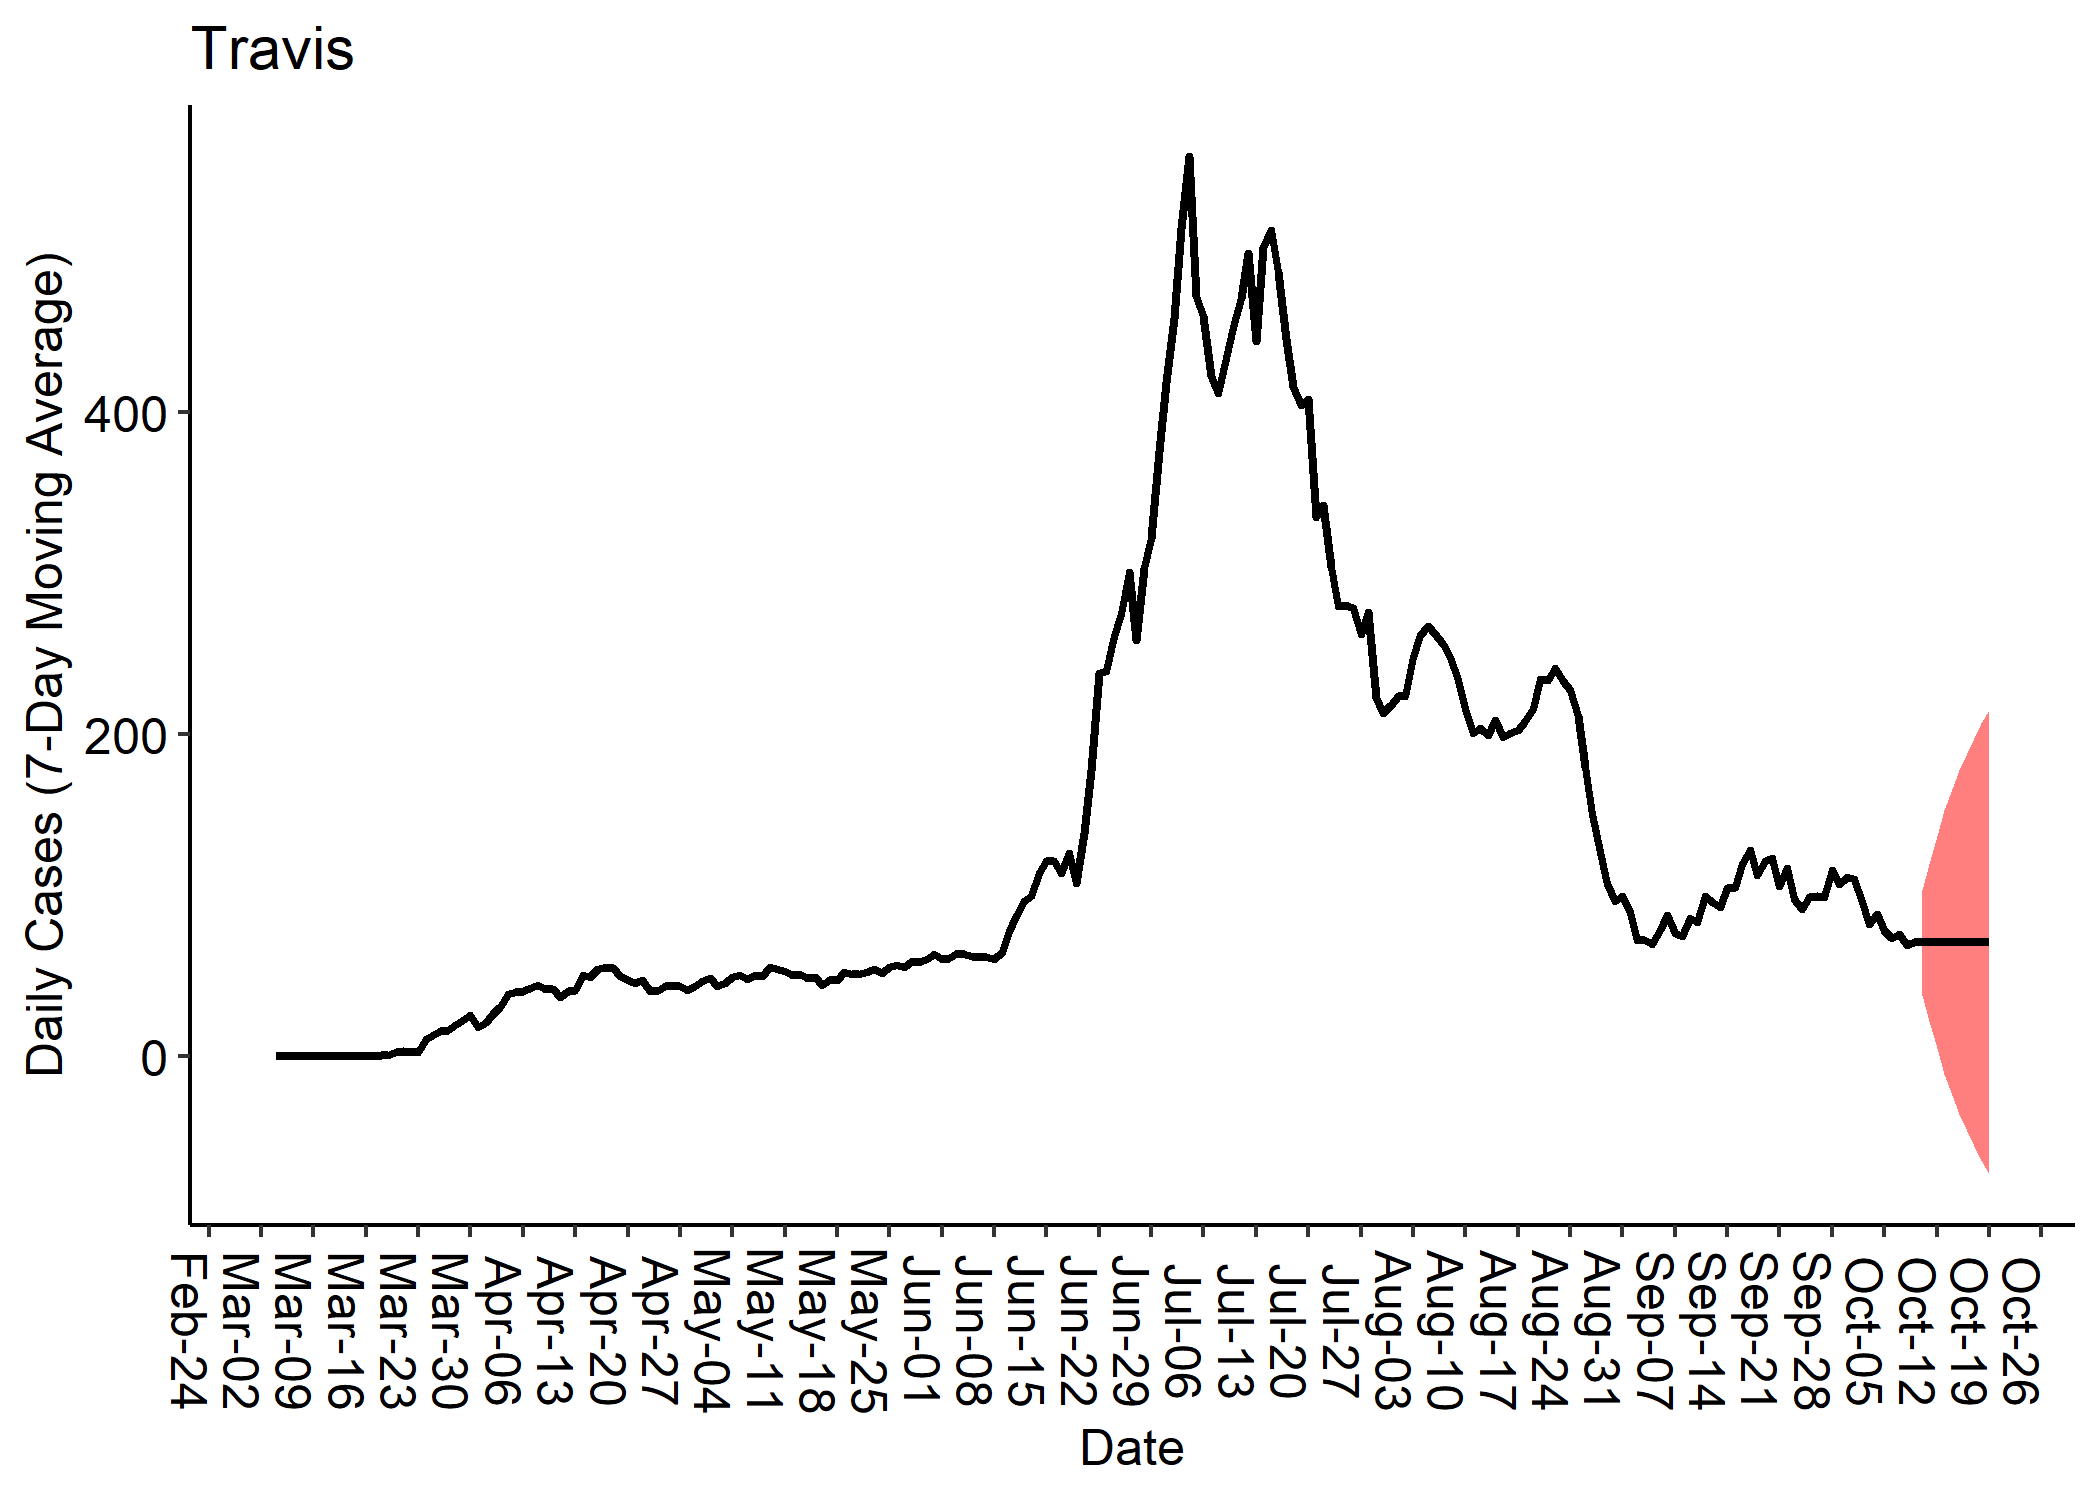 Travis
Daily Cases (7-Day Moving Average)
400
200
0
Feb-24
Mar-02
Mar-09
Mar-16
Mar-23
Mar-30
Apr-06
Apr-13
Apr-20
Apr-27
May-04
May-11
May-18
May-25
Jun-01
Jun-08
Jun-15
Jun-22
Jun-29
Jul-06
Jul-13
Jul-20
Jul-27
Aug-03
Aug-10
Aug-17
Aug-24
Aug-31
Sep-07
Sep-14
Sep-21
Sep-28
Oct-05
Oct-12
Oct-19
Oct-26
Date